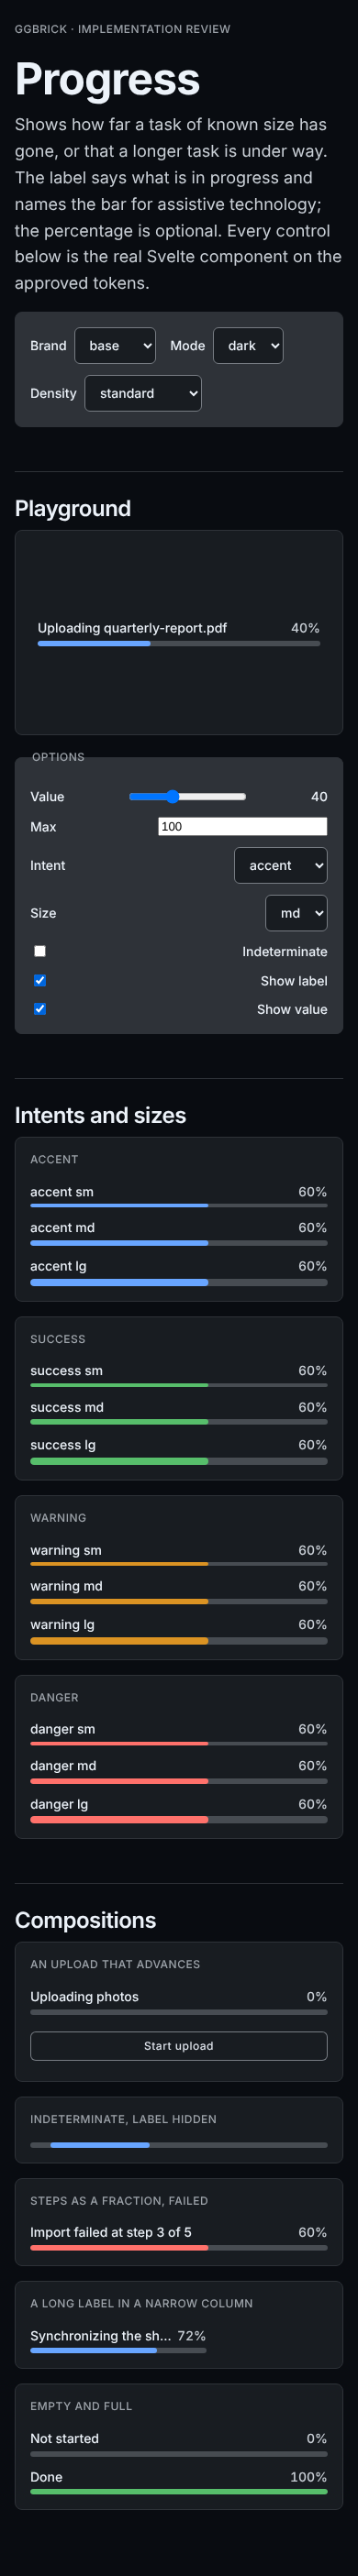 GGBRICK · IMPLEMENTATION REVIEW
Progress
Shows how far a task of known size has
gone, or that a longer task is under way.
The label says what is in progress and
names the bar for assistive technology;
the percentage is optional. Every control
below is the real Svelte component on the
approved tokens.
Brand base Mode dark
Density standard
Playground
Uploading quarterly-report.pdf 40%
OPTIONS
Value 40
Max 100
Intent accent
Size md
Indeterminate
Show label
Show value
Intents and sizes
ACCENT
accent sm 60%
accent md 60%
accent lg 60%
SUCCESS
success sm 60%
success md 60%
success lg 60%
WARNING
warning sm 60%
warning md 60%
warning lg 60%
DANGER
danger sm 60%
danger md 60%
danger lg 60%
Compositions
AN UPLOAD THAT ADVANCES
Uploading photos 0%
Start upload
INDETERMINATE, LABEL HIDDEN
STEPS AS A FRACTION, FAILED
Import failed at step 3 of 5 60%
A LONG LABEL IN A NARROW COLUMN
Synchronizing the sh... 72%
EMPTY AND FULL
Not started 0%
Done 100%